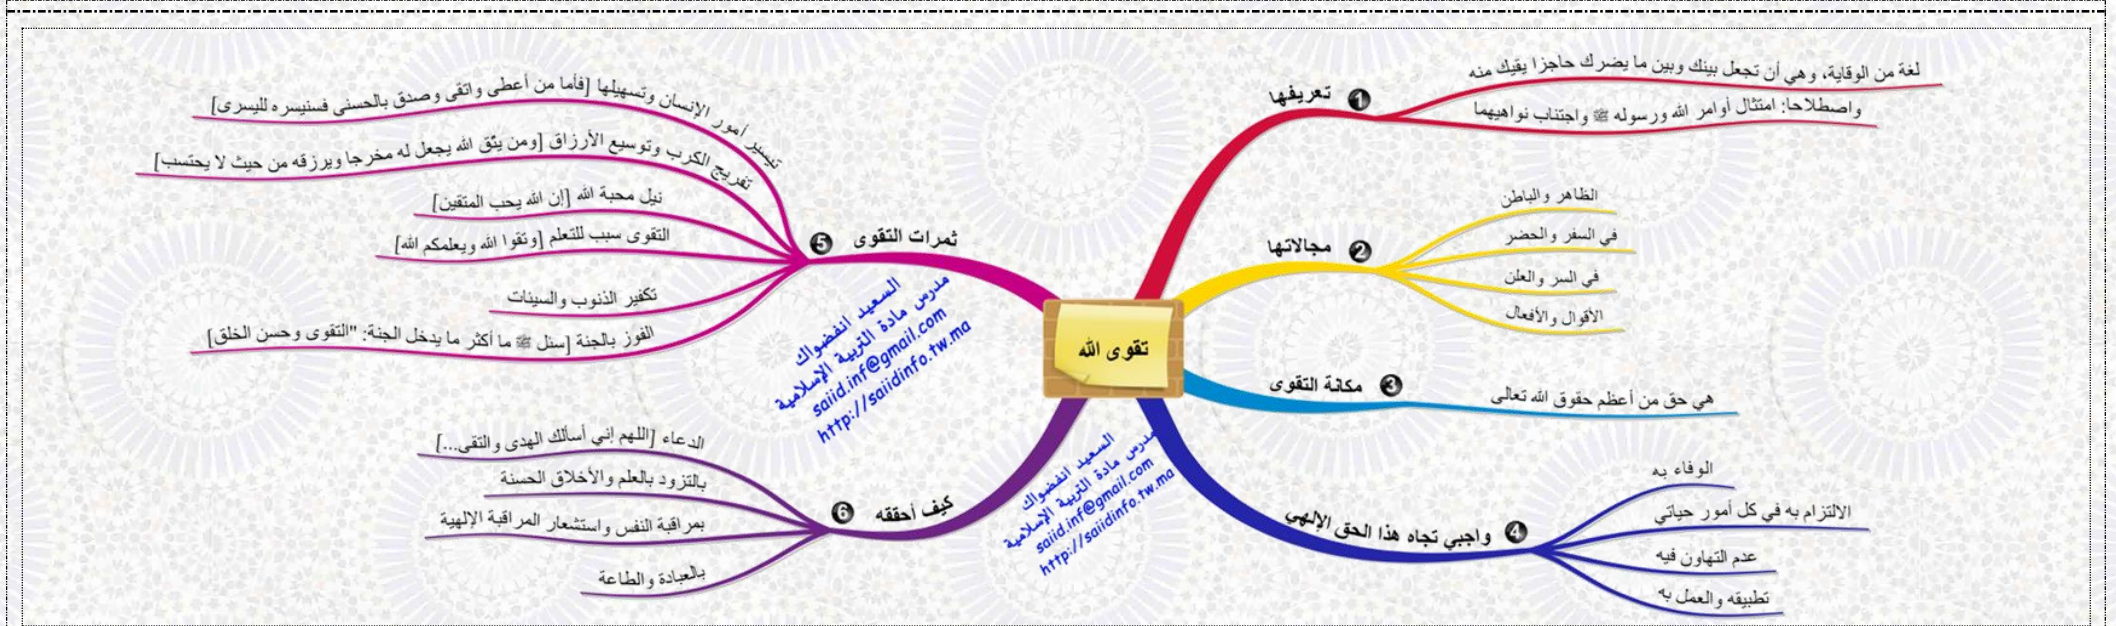 تقوى الله
1 تعريفها
لغة من الوقاية، وهي أن تجعل بينك وبين ما يضرك حاجزا يقيك منه
واصطلاحا: امتثال أوامر الله ورسوله ﷺ واجتناب نواهيهما
2 مجالاتها
الظاهر والباطن
في السفر والحضر
في السر والعلن
الأقوال والأفعال
3 مكانة التقوى
هي حق من أعظم حقوق الله تعالى
4 واجبي تجاه هذا الحق الإلهي
الوفاء به
الالتزام به في كل أمور حياتي
عدم التهاون فيه
تطبيقه والعمل به
5 ثمرات التقوى
تيسير أمور الإنسان وتسهيلها [فأما من أعطى واتقى وصدق بالحسنى فسنيسره لليسرى]
تفريج الكرب وتوسيع الأرزاق [ومن يتّق الله يجعل له مخرجا ويرزقه من حيث لا يحتسب]
نيل محبة الله [إن الله يحب المتقين]
التقوى سبب للتعلم [وتقوا الله ويعلمكم الله]
تكفير الذنوب والسيئات
الفوز بالجنة [سئل ﷺ ما أكثر ما يدخل الجنة: "التقوى وحسن الخلق]
6 كيف أحققه
الدعاء [اللهم إني أسألك الهدى والتقى...]
بالتزود بالعلم والأخلاق الحسنة
بمراقبة النفس واستشعار المراقبة الإلهية
بالعبادة والطاعة
السعيد انفضواك
مدرس مادة التربية الإسلامية
saiid.inf@gmail.com
http://saiidinfo.tw.ma
السعيد انفضواك
مدرس مادة التربية الإسلامية
saiid.inf@gmail.com
http://saiidinfo.tw.ma